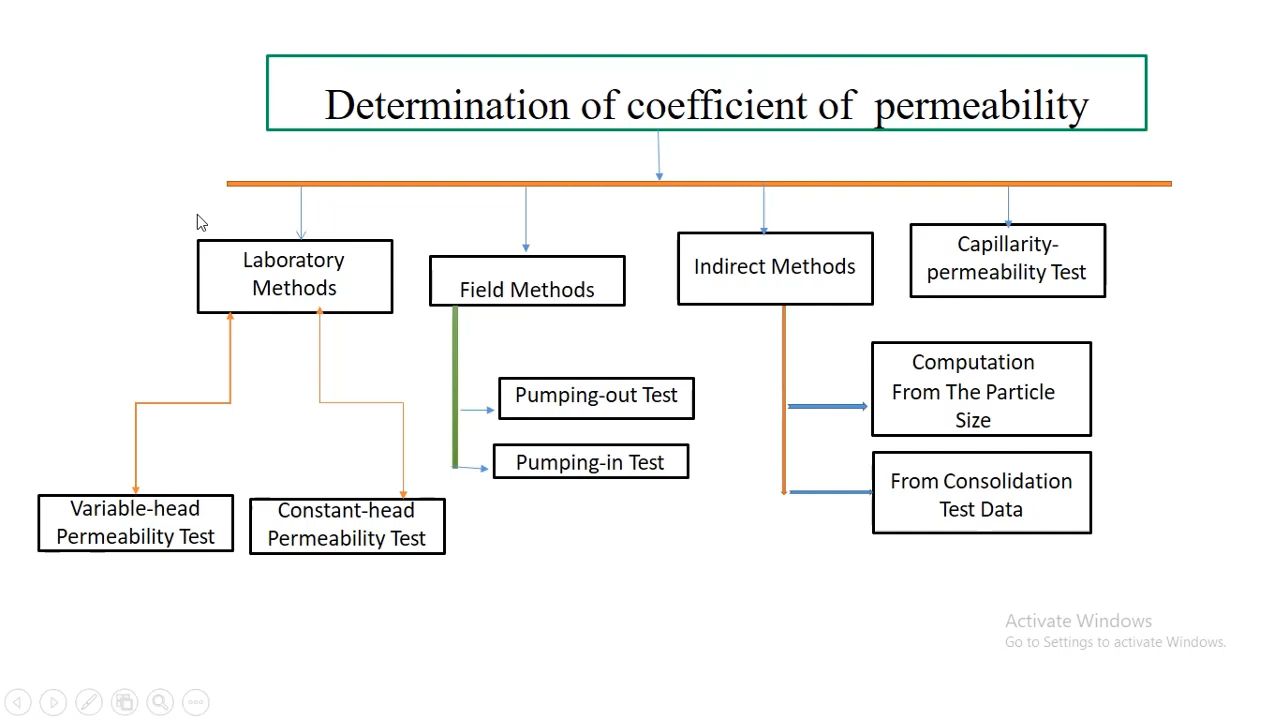 Determination of coefficient of permeability
Laboratory
Methods
Field Methods
Indirect Methods
Capillarity-
permeability Test
Computation
From The Particle
Size
Pumping-out Test
Pumping-in Test
From Consolidation
Test Data
Variable-head
Permeability Test
Constant-head
Permeability Test
Activate Windows
Go to Settings to activate Windows.